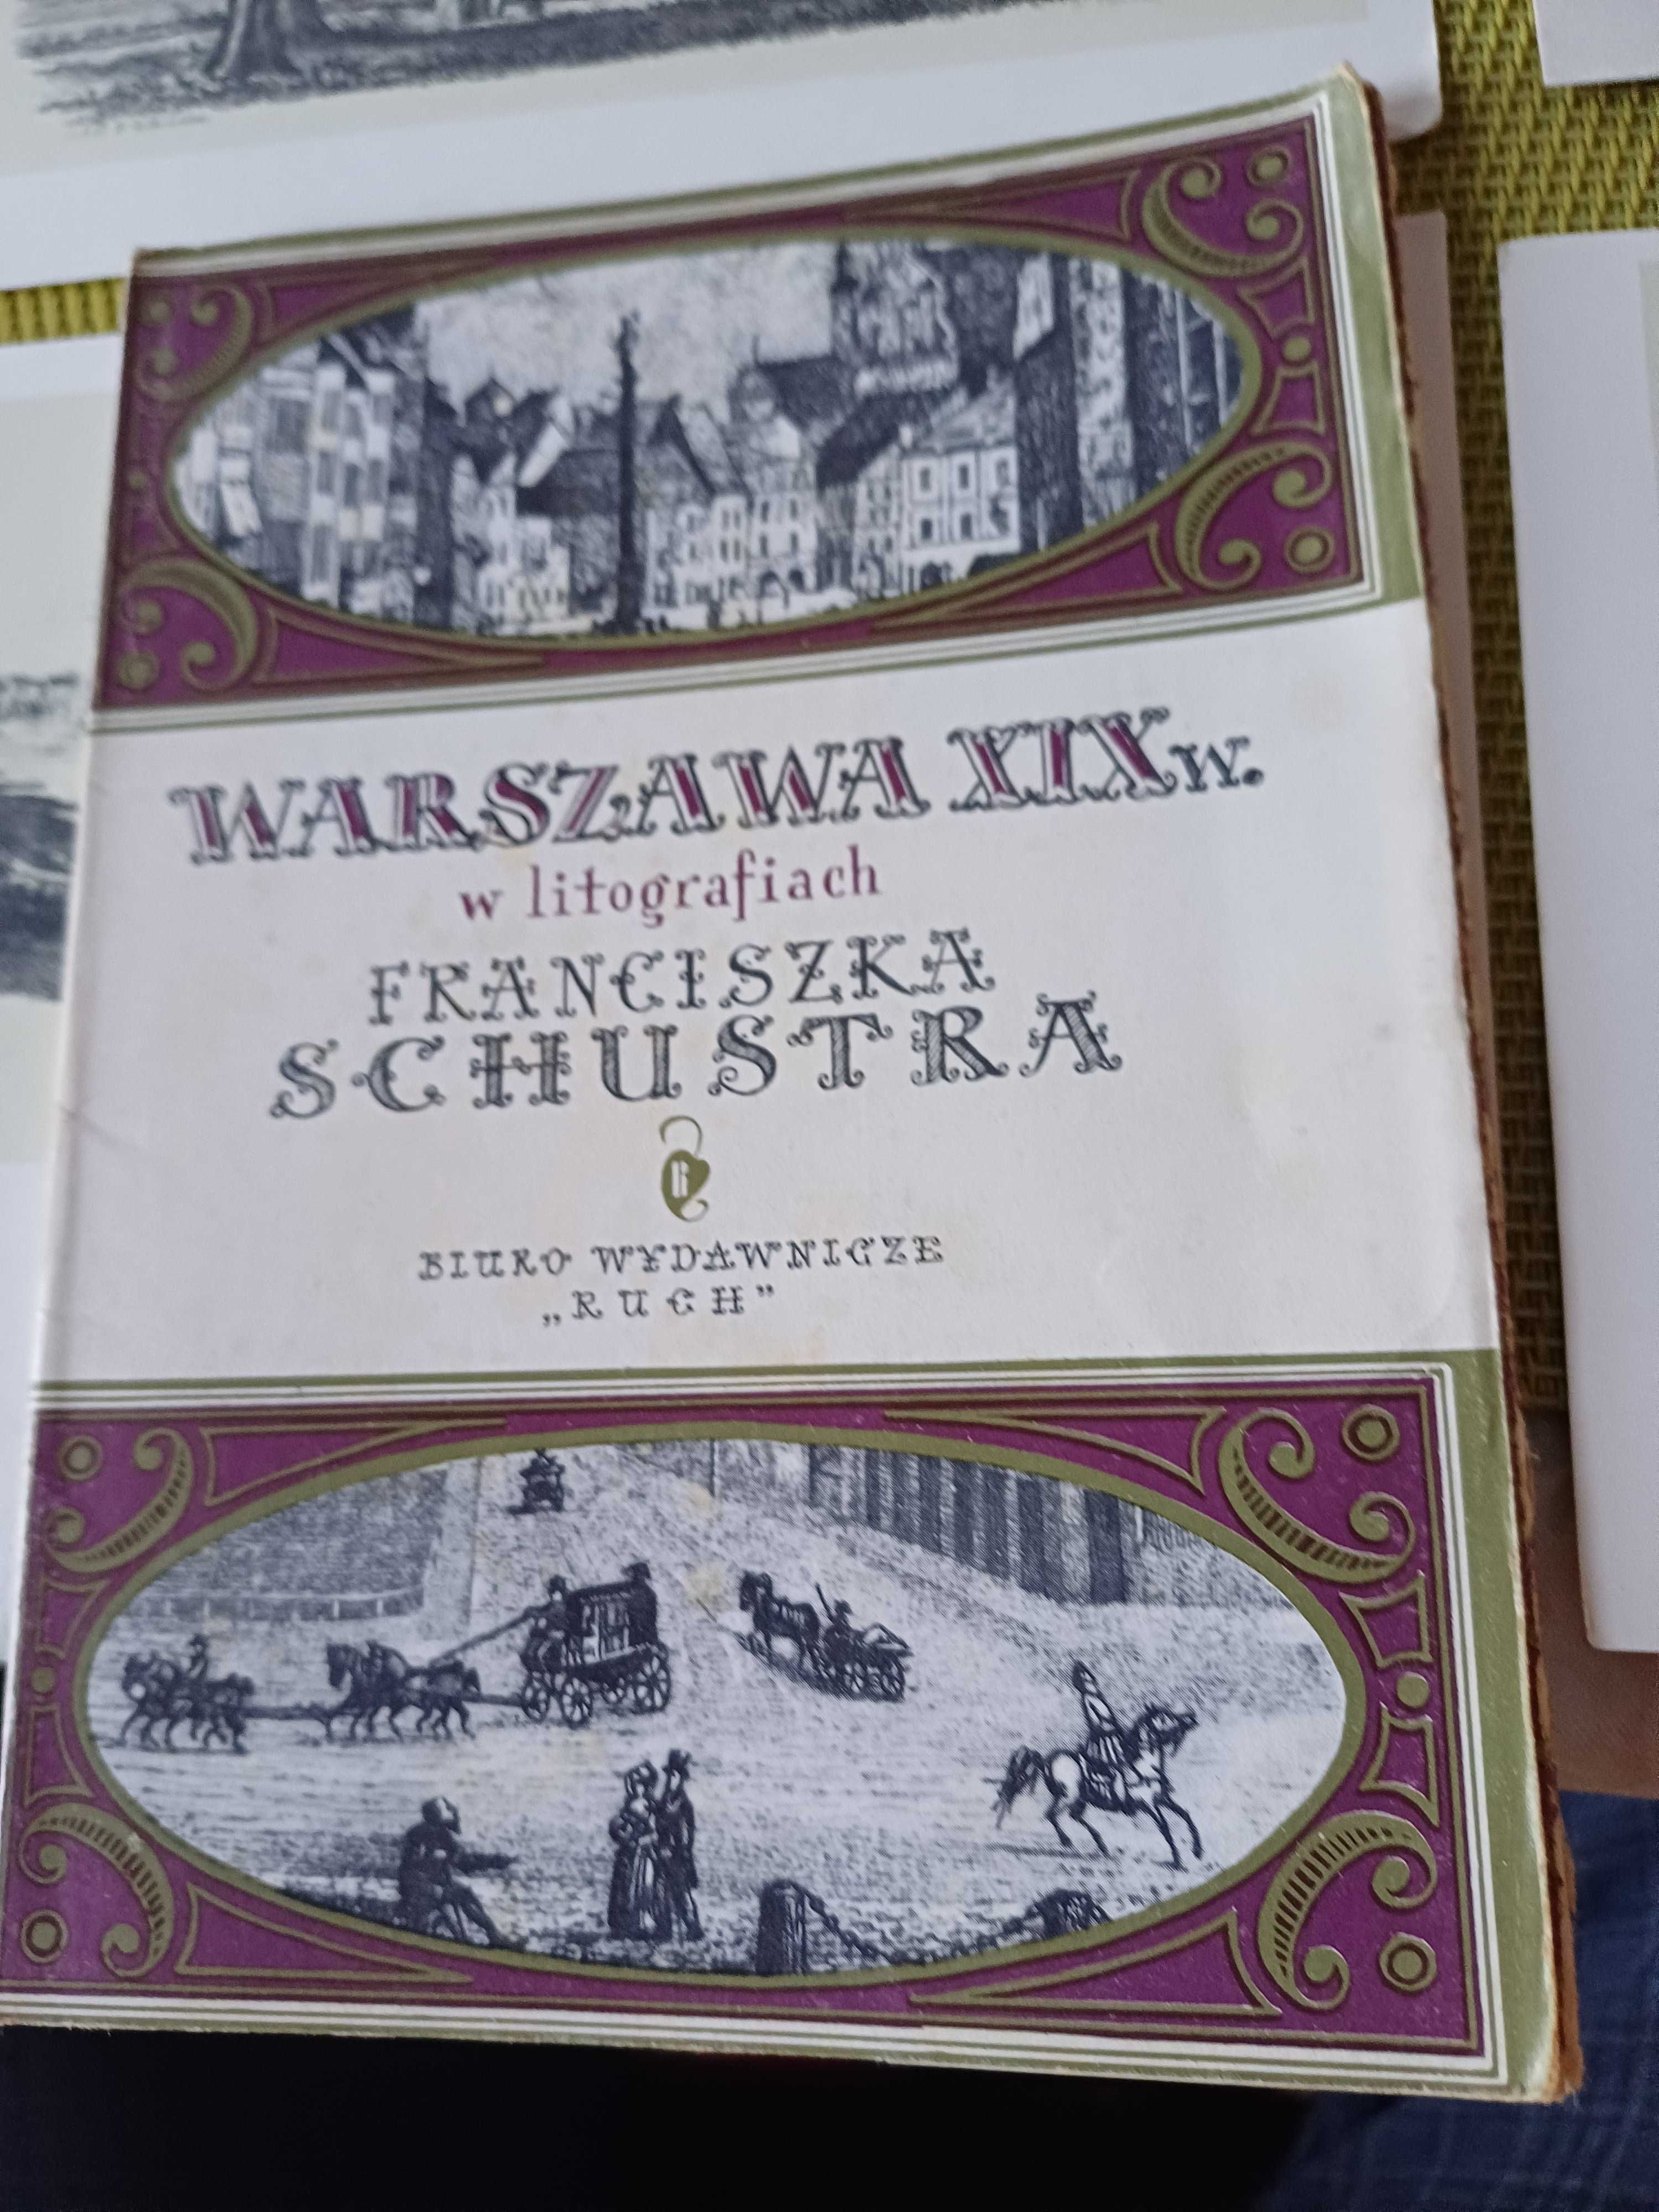 WARSZAWA XIX w.
w litografiach
FRANCISZKA
SCHUSTRA
R
BIURO WYDAWNICZE
„RUCH”